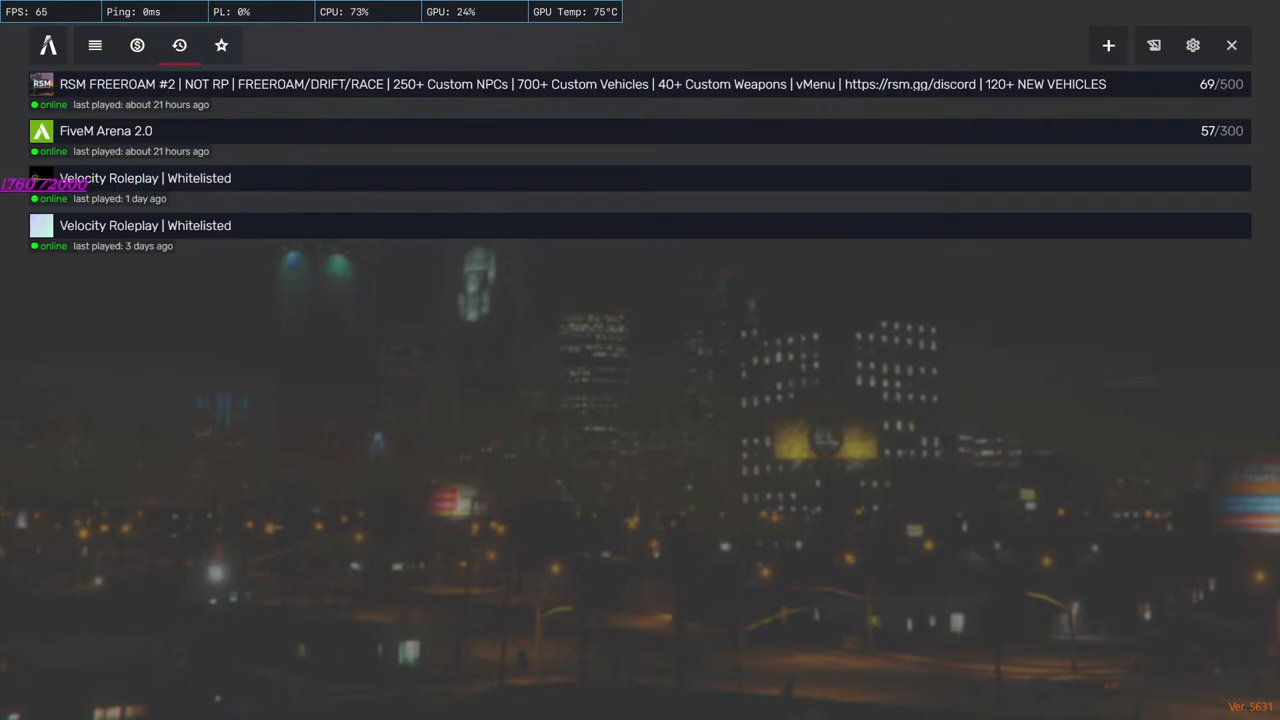 FPS: 65 Ping: 0ms PL: 0% CPU: 73% GPU: 24% GPU Temp: 75°C
RSM RSM FREEROAM #2 | NOT RP | FREEROAM/DRIFT/RACE | 250+ Custom NPCs | 700+ Custom Vehicles | 40+ Custom Weapons | vMenu | https://rsm.gg/discord | 120+ NEW VEHICLES 69/500
online last played: about 21 hours ago
FiveM Arena 2.0 57/300
online last played: about 21 hours ago
Velocity Roleplay | Whitelisted
1760 / 2000
online last played: 1 day ago
Velocity Roleplay | Whitelisted
online last played: 3 days ago
Ver. 5631